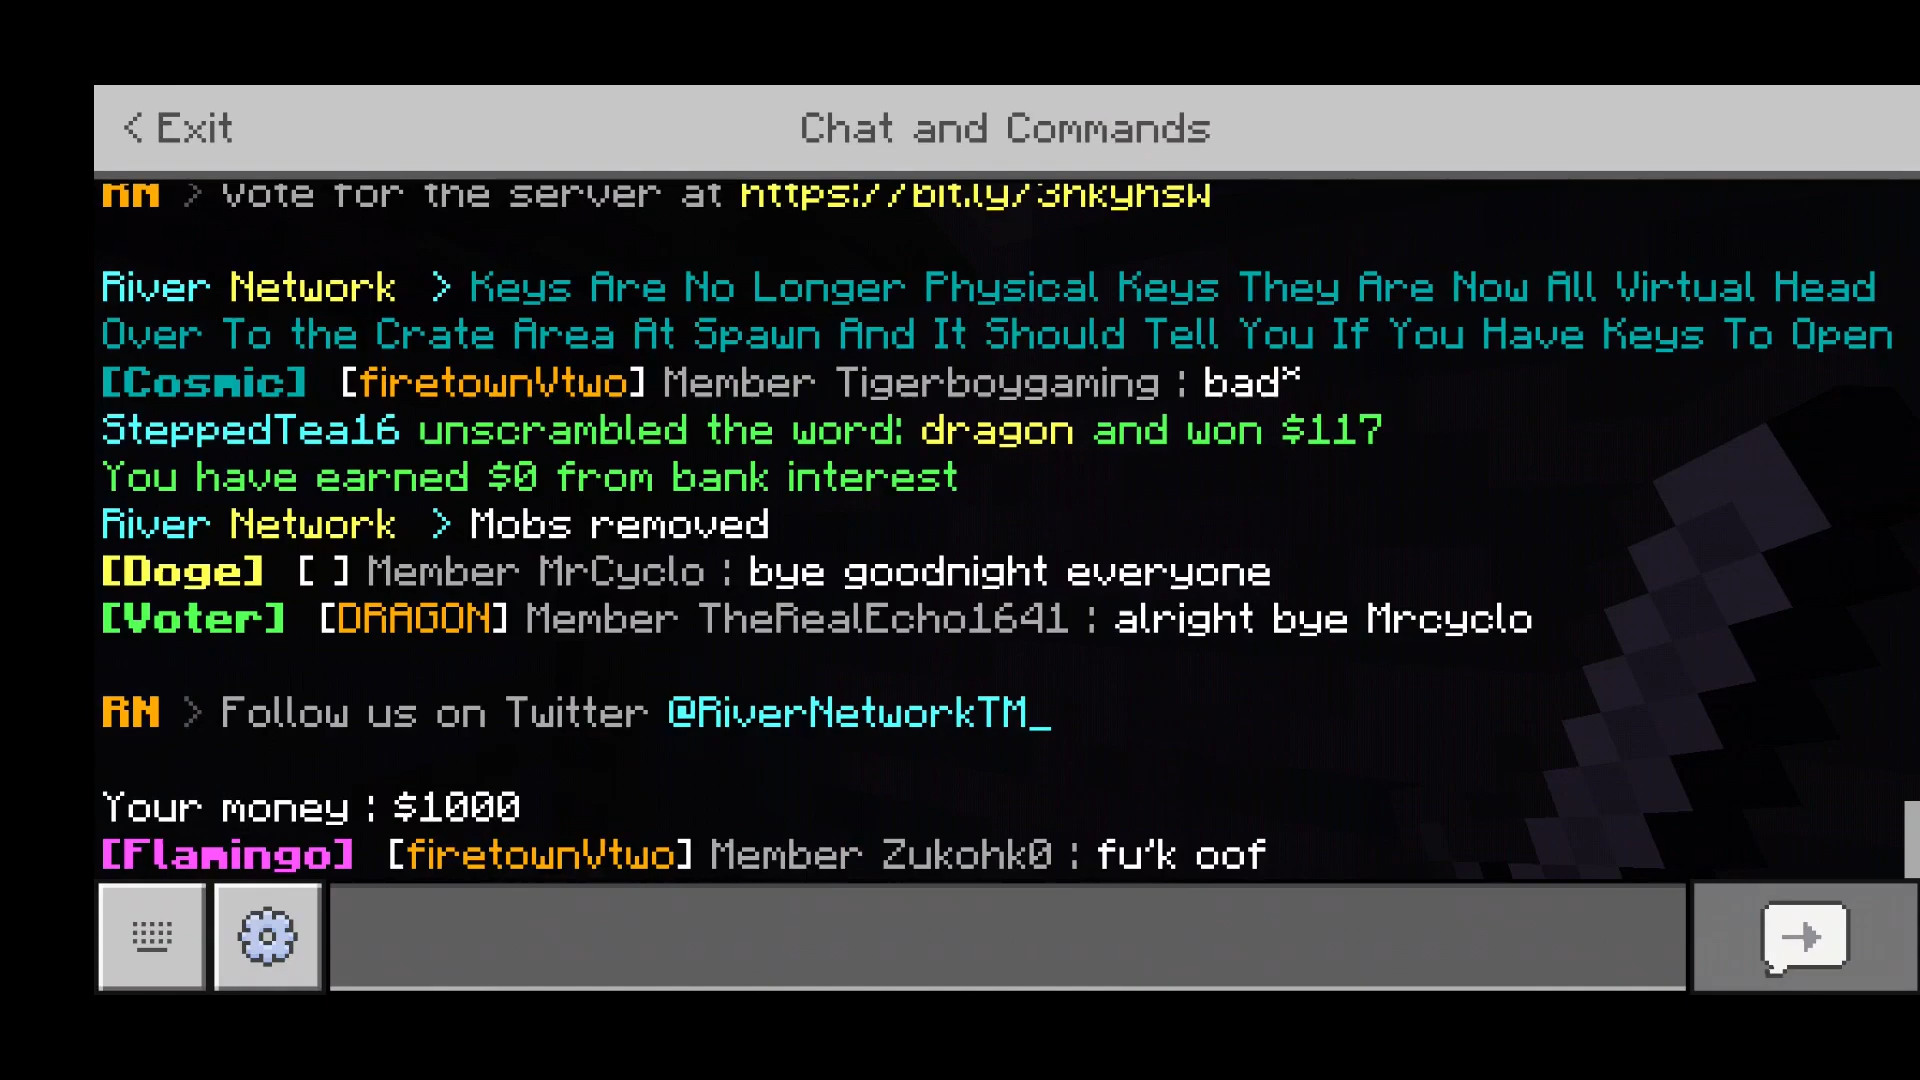 < Exit
Chat and Commands
RN > Vote for the server at https://bit.ly/3hkyhsW
River Network > Keys Are No Longer Physical Keys They Are Now All Virtual Head
Over To the Crate Area At Spawn And It Should Tell You If You Have Keys To Open
[Cosmic] [firetownVtwo] Member Tigerboygaming : bad*
SteppedTea16 unscrambled the word: dragon and won $117
You have earned $0 from bank interest
River Network > Mobs removed
[Doge] [ ] Member MrCyclo : bye goodnight everyone
[Voter] [DRAGON] Member TheRealEcho1641 : alright bye Mrcyclo
RN > Follow us on Twitter @RiverNetworkTM_
Your money : $1000
[Flamingo] [firetownVtwo] Member Zukohk0 : fu'k oof